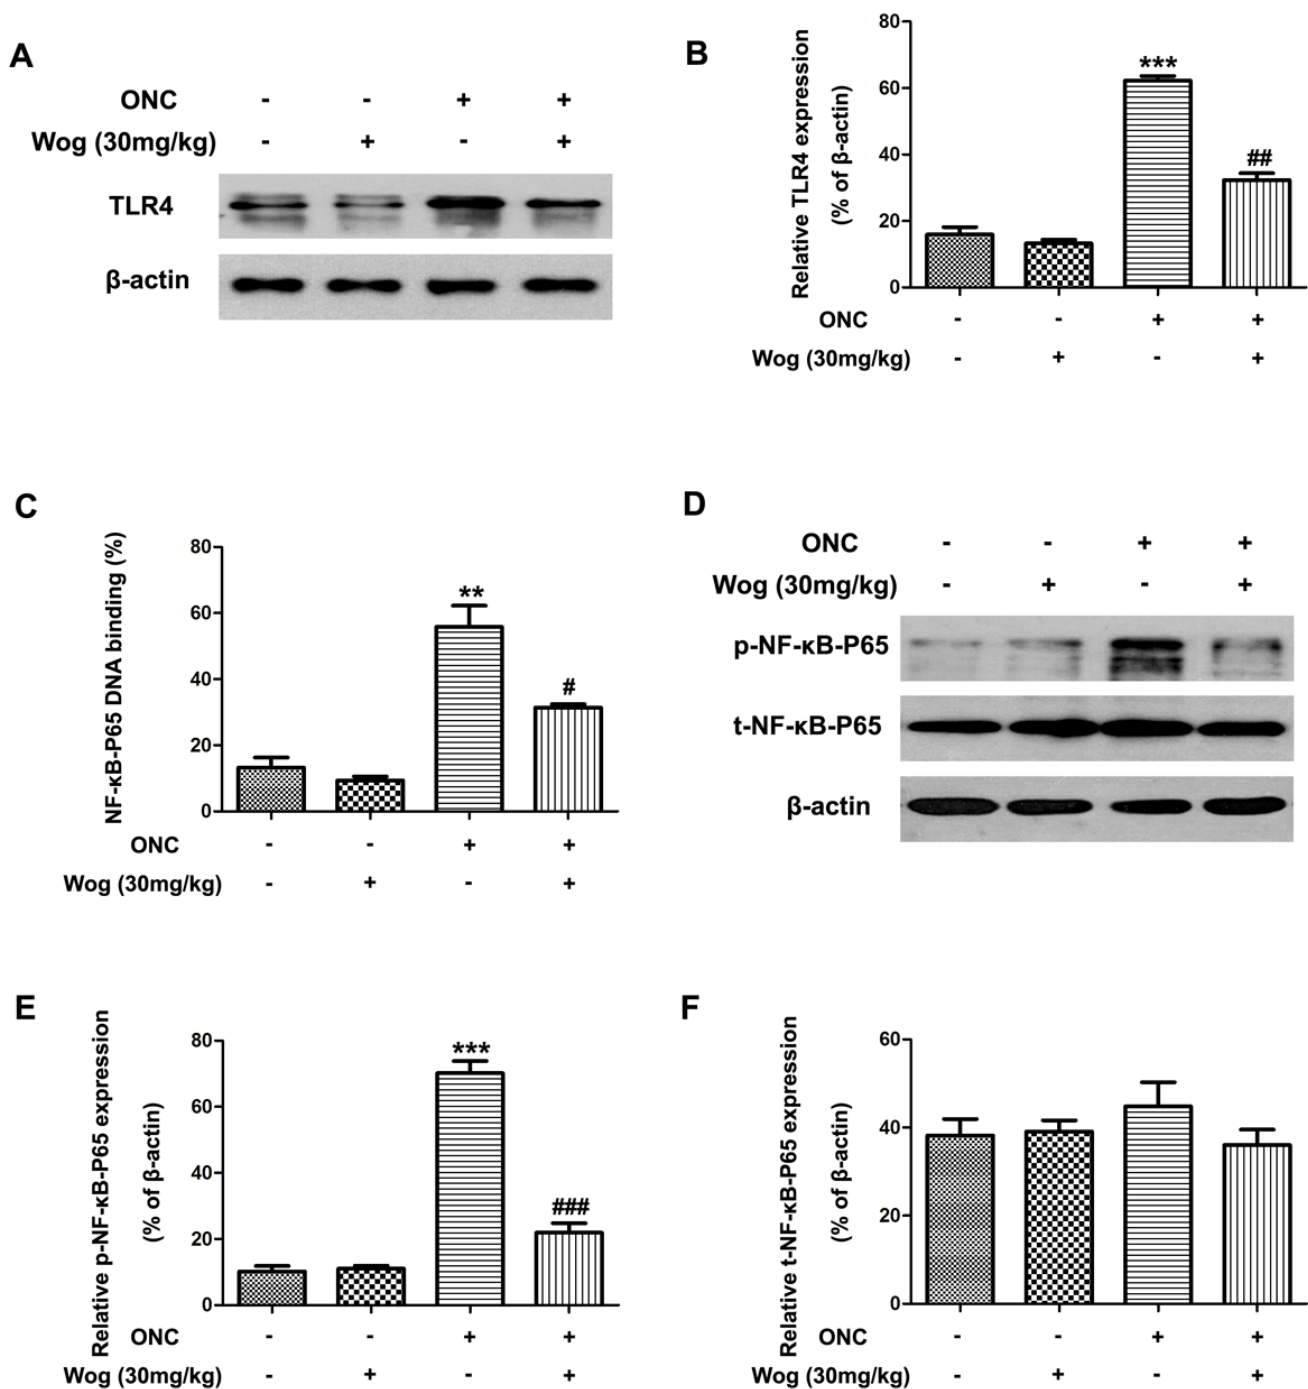 A
ONC - - + +
Wog (30mg/kg) - + - +
TLR4
β-actin
B
Relative TLR4 expression
(% of β-actin)
80
60
40
20
0
***
##
ONC - - + +
Wog (30mg/kg) - + - +
C
NF-κB-P65 DNA binding (%)
80
60
40
20
0
**
#
ONC - - + +
Wog (30mg/kg) - + - +
D
ONC - - + +
Wog (30mg/kg) - + - +
p-NF-κB-P65
t-NF-κB-P65
β-actin
E
Relative p-NF-κB-P65 expression
(% of β-actin)
80
60
40
20
0
***
###
ONC - - + +
Wog (30mg/kg) - + - +
F
Relative t-NF-κB-P65 expression
(% of β-actin)
60
40
20
0
ONC - - + +
Wog (30mg/kg) - + - +